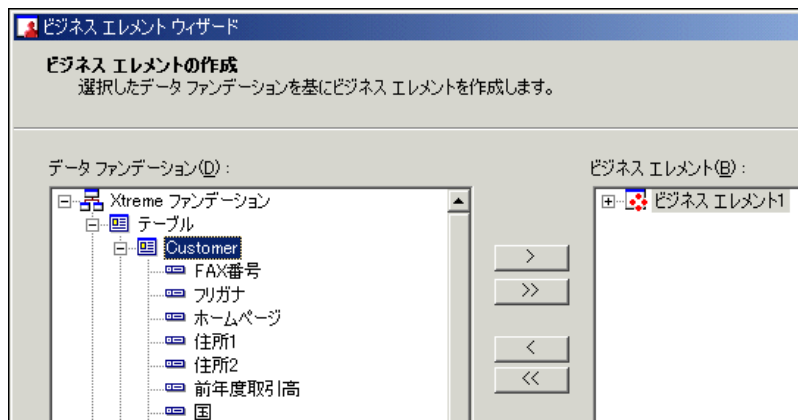 ビジネス エレメント ウィザード
ビジネス エレメントの作成
選択したデータ ファンデーションを基にビジネス エレメントを作成します。
データ ファンデーション(D) :
ビジネス エレメント(B) :
Xtreme ファンデーション
テーブル
Customer
FAX番号
フリガナ
ホームページ
住所1
住所2
前年度取引高
国
ビジネス エレメント1
>
>>
<
<<